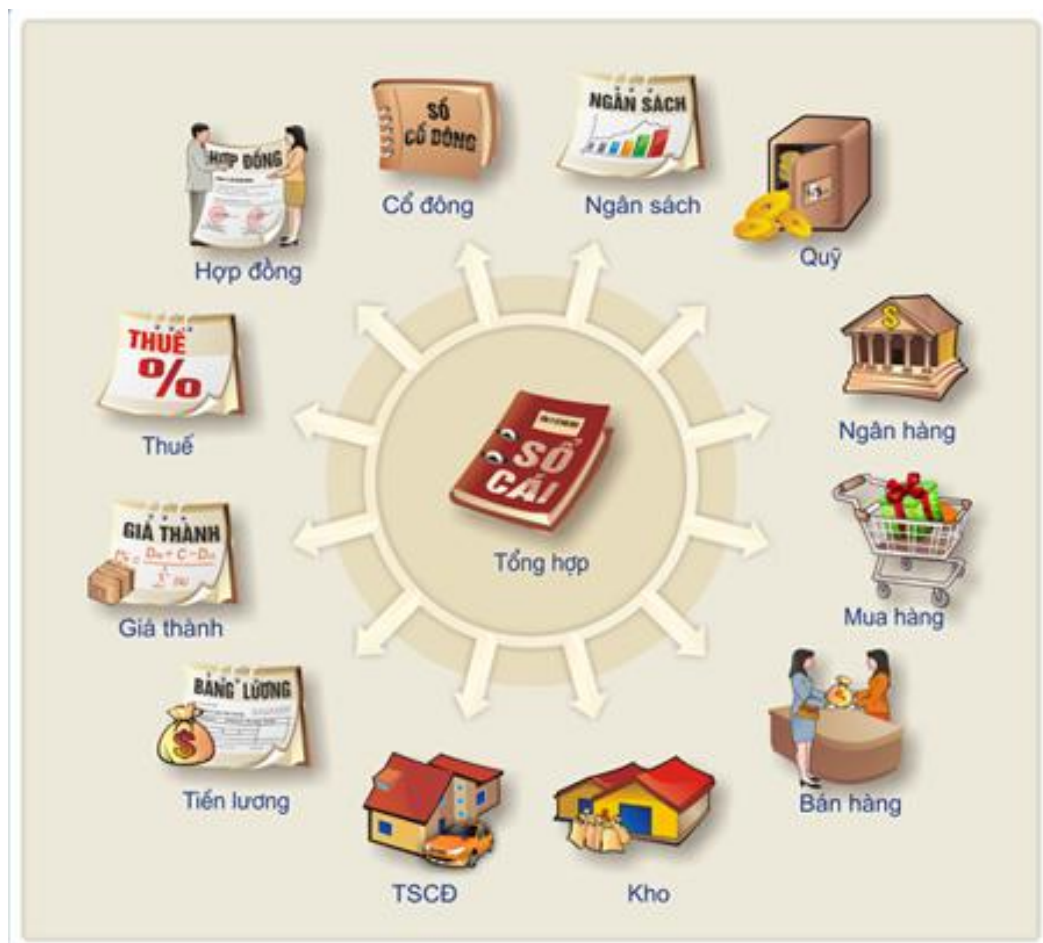 SỔ
CỔ ĐÔNG
Cổ đông
NGÂN SÁCH
Ngân sách
Quỹ
HỢP ĐỒNG
Hợp đồng
Ngân hàng
THUẾ
%
Thuế
SỔ
CÁI
Tổng hợp
Mua hàng
GIÁ THÀNH
Giá thành
Bán hàng
BẢNG LƯƠNG
$
Tiền lương
TSCĐ
Kho